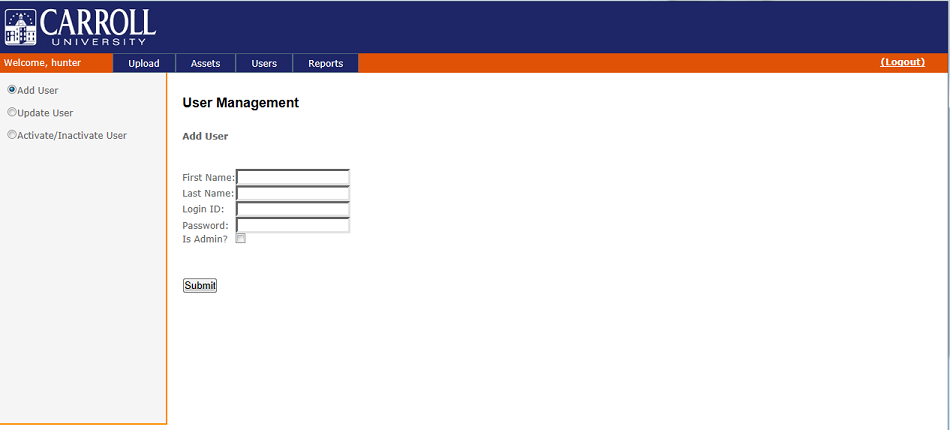 CARROLL
UNIVERSITY
Welcome, hunter Upload Assets Users Reports (Logout)
Add User
Update User
Activate/Inactivate User
User Management
Add User
First Name:
Last Name:
Login ID:
Password:
Is Admin?
Submit